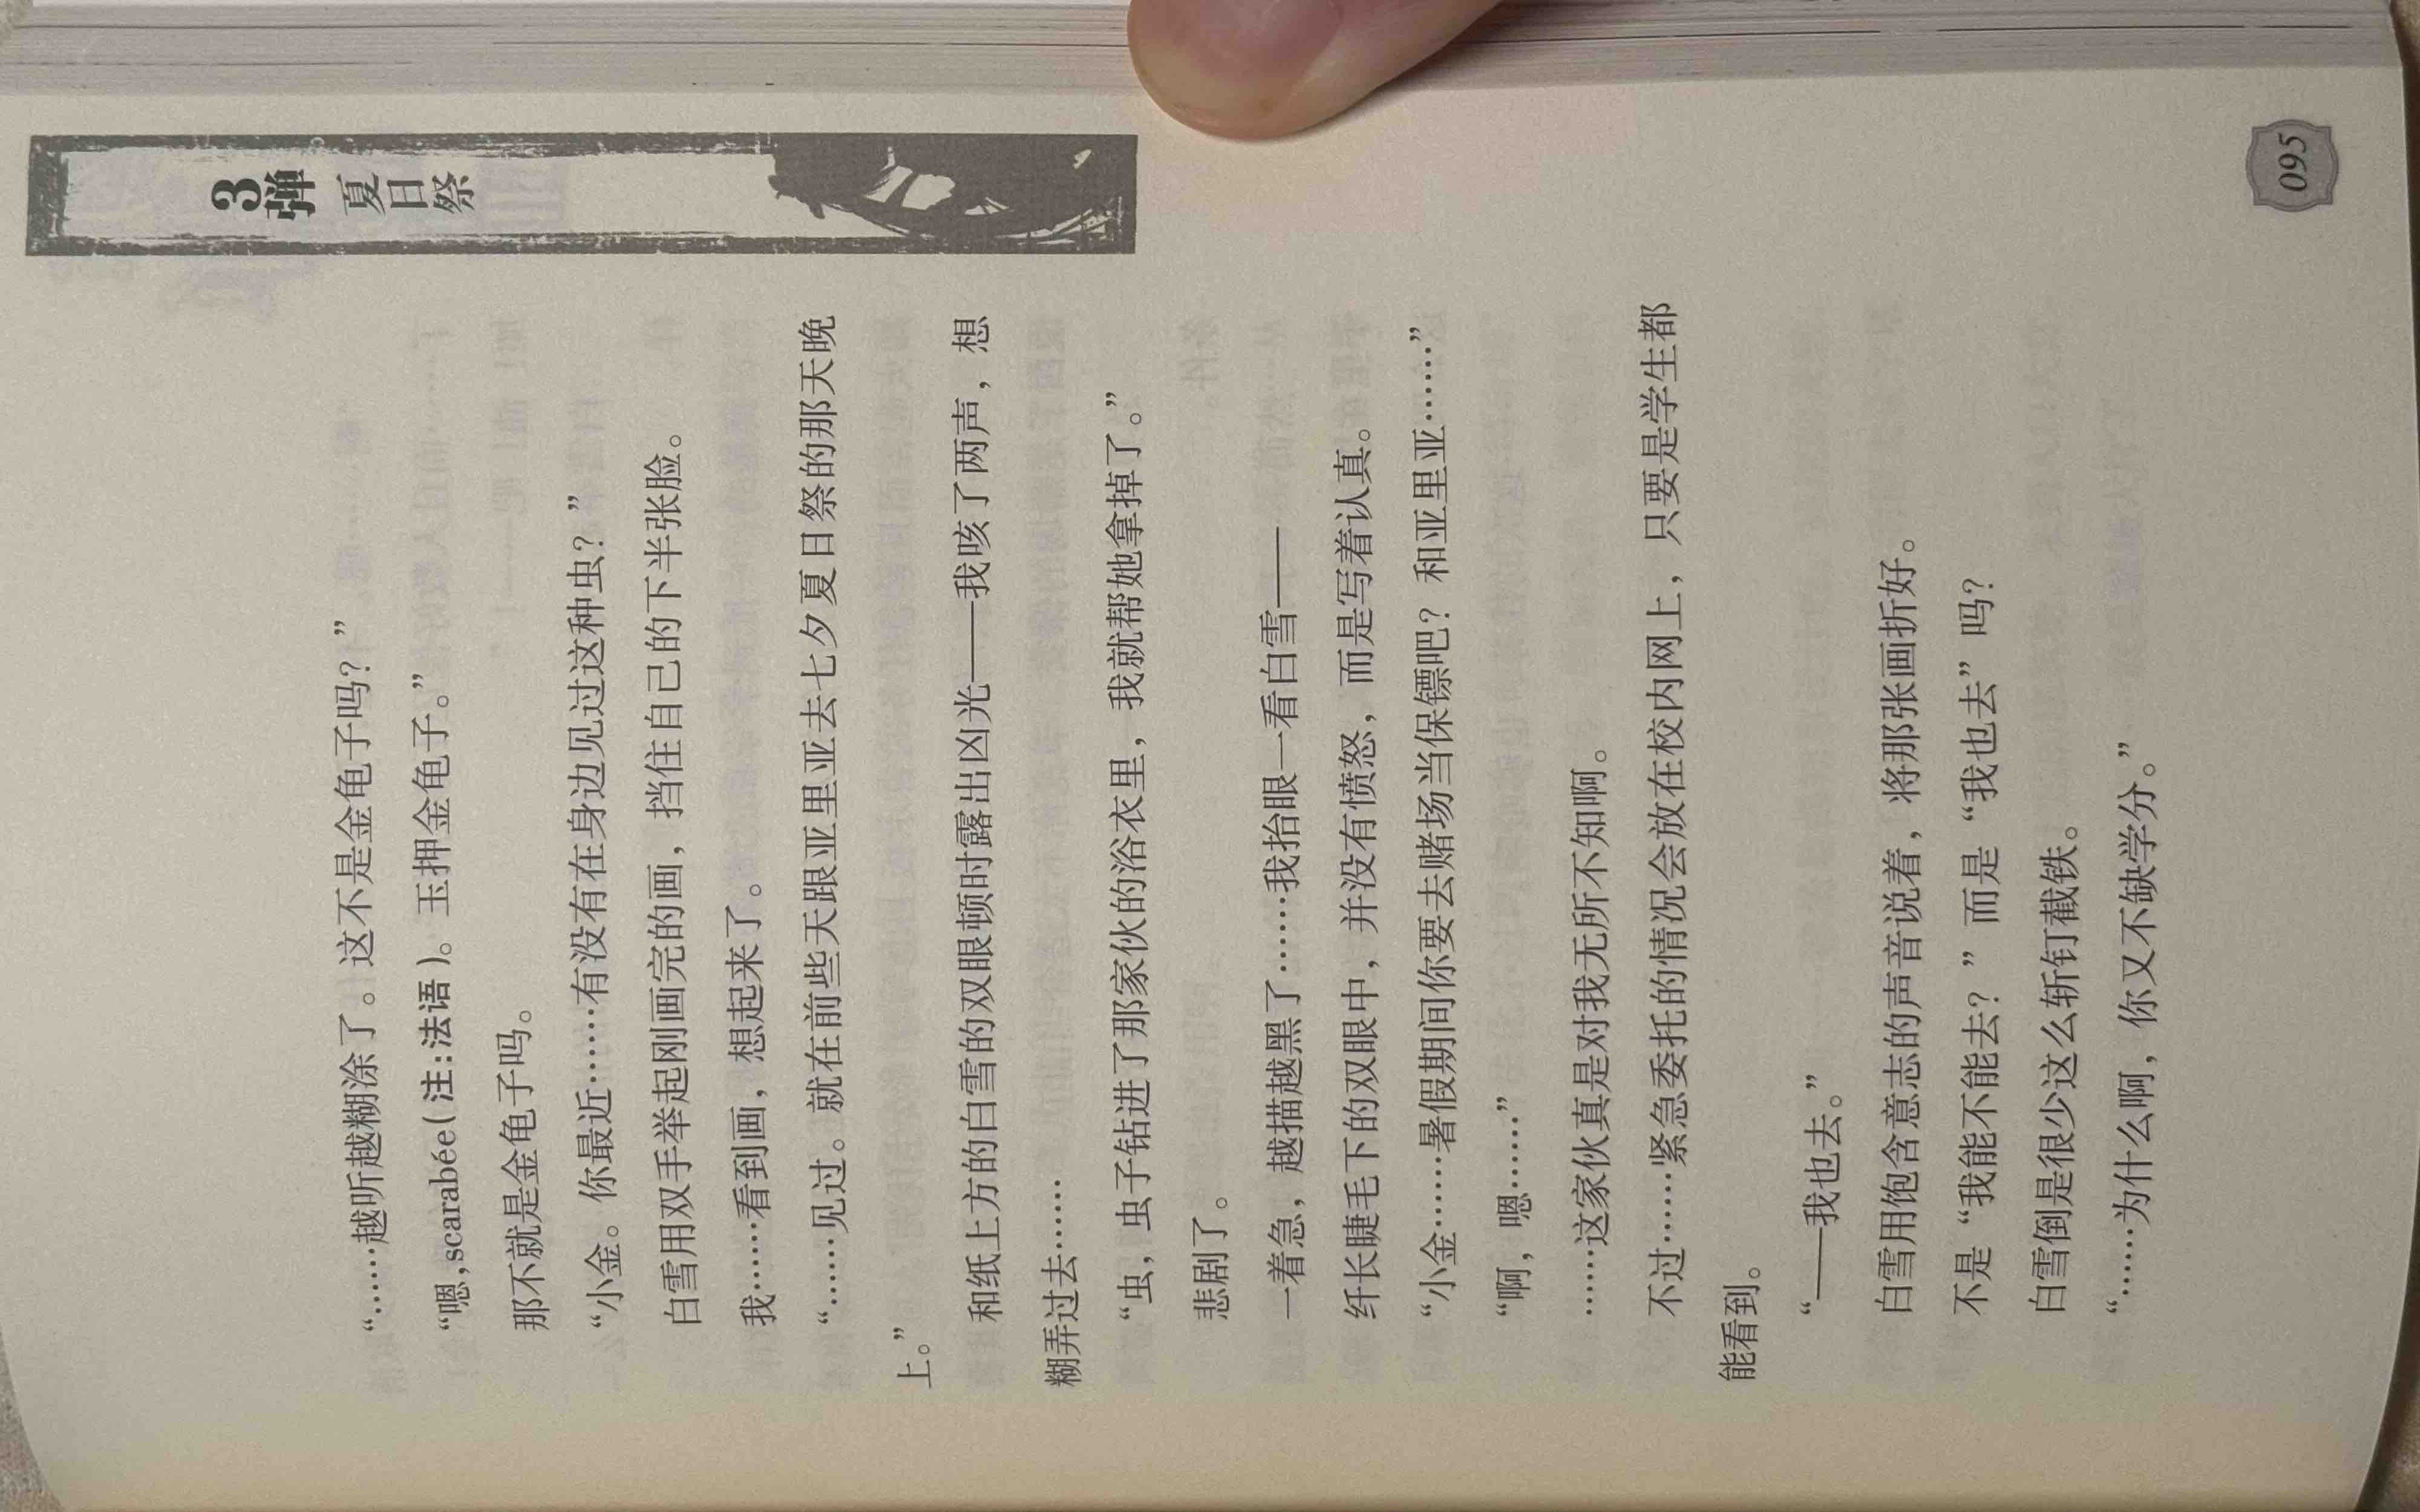 “……越听越糊涂了。这不是金龟子吗？”
“嗯,scarabée(注:法语)。玉押金龟子。”
那不就是金龟子吗。
“小金。你最近……有没有在身边见过这种虫？”
白雪用双手举起刚画完的画，挡住自己的下半张脸。
我……看到画，想起来了。
“……见过。就在前些天跟亚里亚去七夕夏日祭的那天晚
上。”
和纸上方的白雪的双眼顿时露出凶光——我咳了两声，想
糊弄过去……
“虫，虫子钻进了那家伙的浴衣里，我就帮她拿掉了。”
悲剧了。
一着急，越描越黑了……我抬眼一看白雪——
纤长睫毛下的双眼中，并没有愤怒，而是写着认真。
“小金……暑假期间你要去赌场当保镖吧？和亚里亚……”
“啊，嗯……”
……这家伙真是对我无所不知啊。
不过……紧急委托的情况会放在校内网上，只要是学生都
能看到。
“——我也去。”
白雪用饱含意志的声音说着，将那张画折好。
不是“我能不能去？”而是“我也去”吗？
白雪倒是很少这么斩钉截铁。
“……为什么啊，你又不缺学分。”
3弹 夏日祭
095